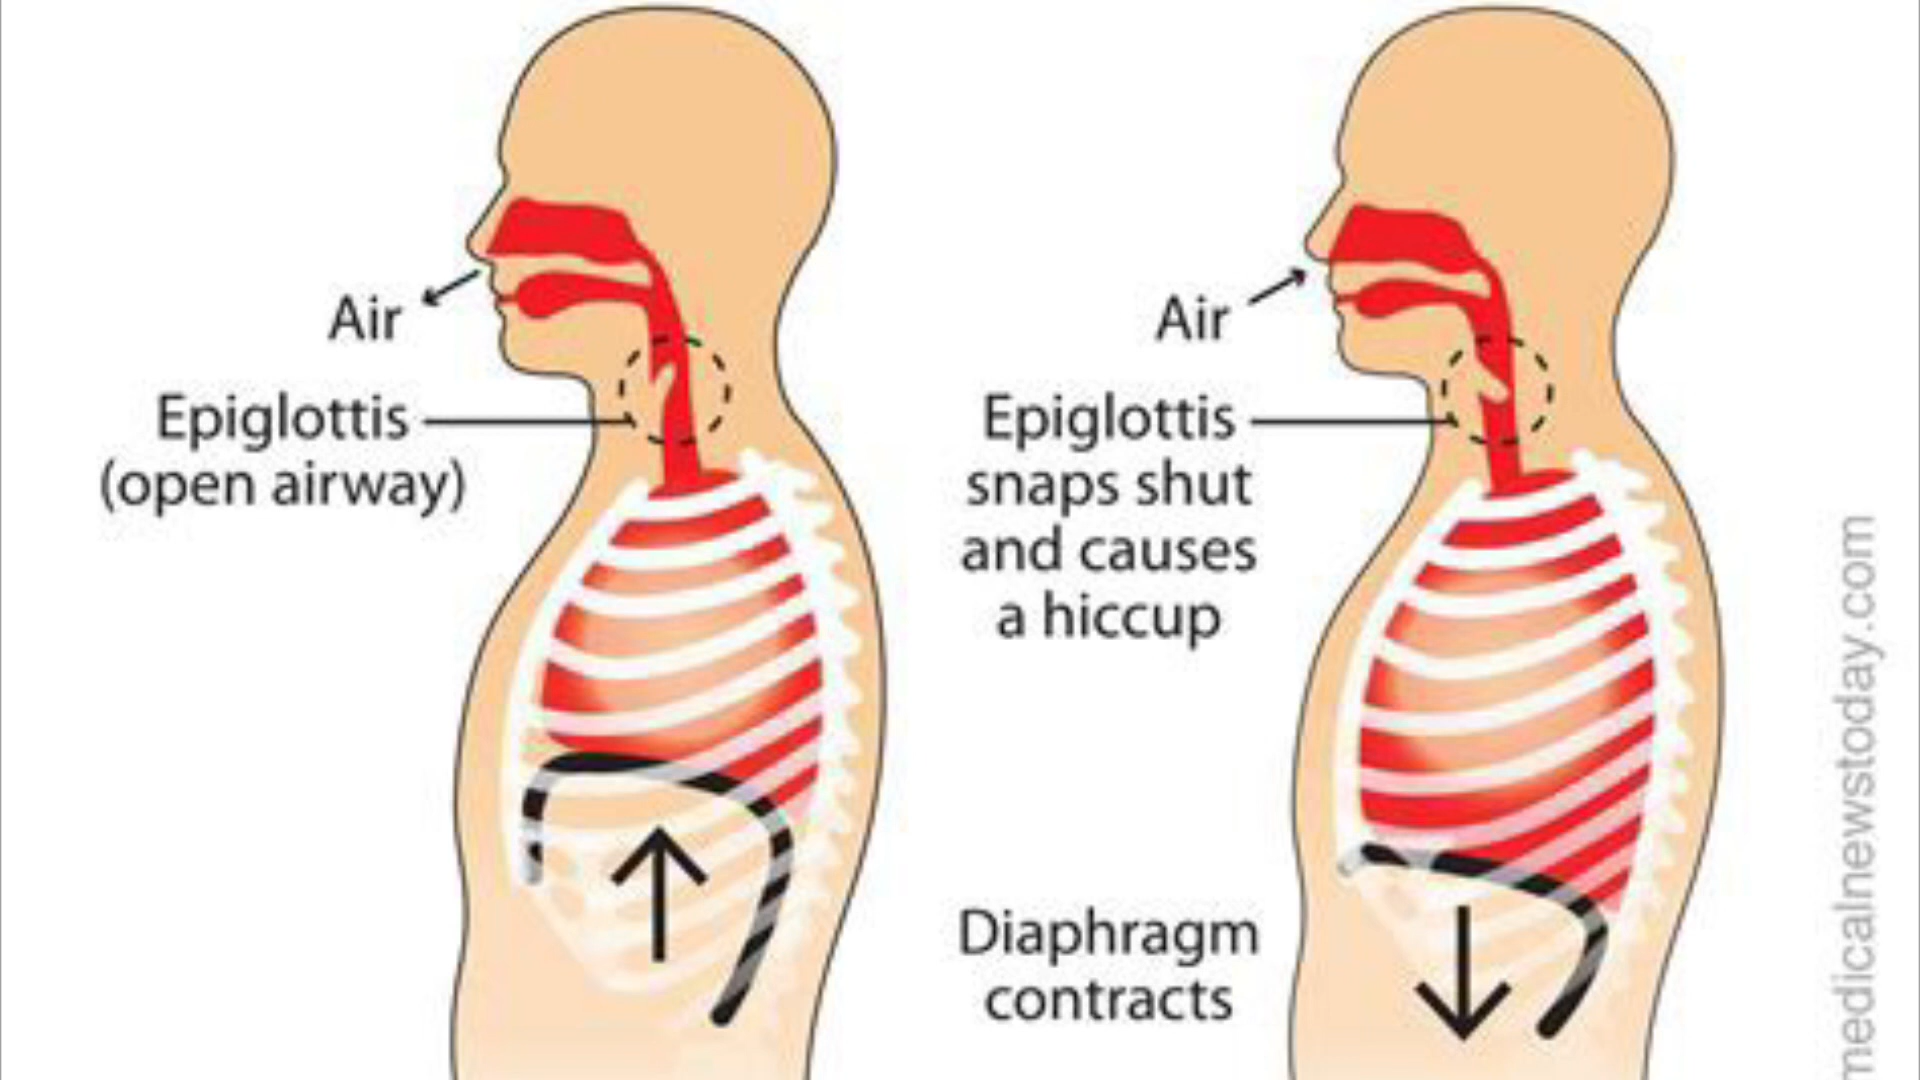 Air
Epiglottis
(open airway)
Air
Epiglottis
snaps shut
and causes
a hiccup
Diaphragm
contracts
medicalnewstoday.com